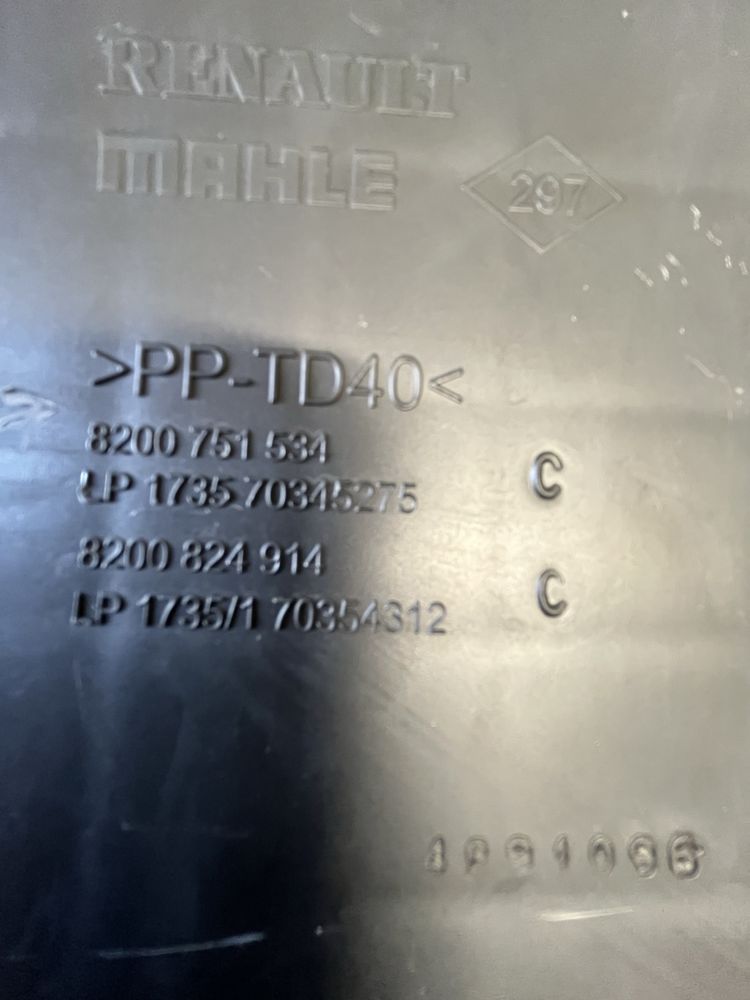 RENAULT
MAHLE
297
>PP-TD40<
8200 751 534
LP 1735 70345275
C
8200 824 914
LP 1735/1 70354312
C